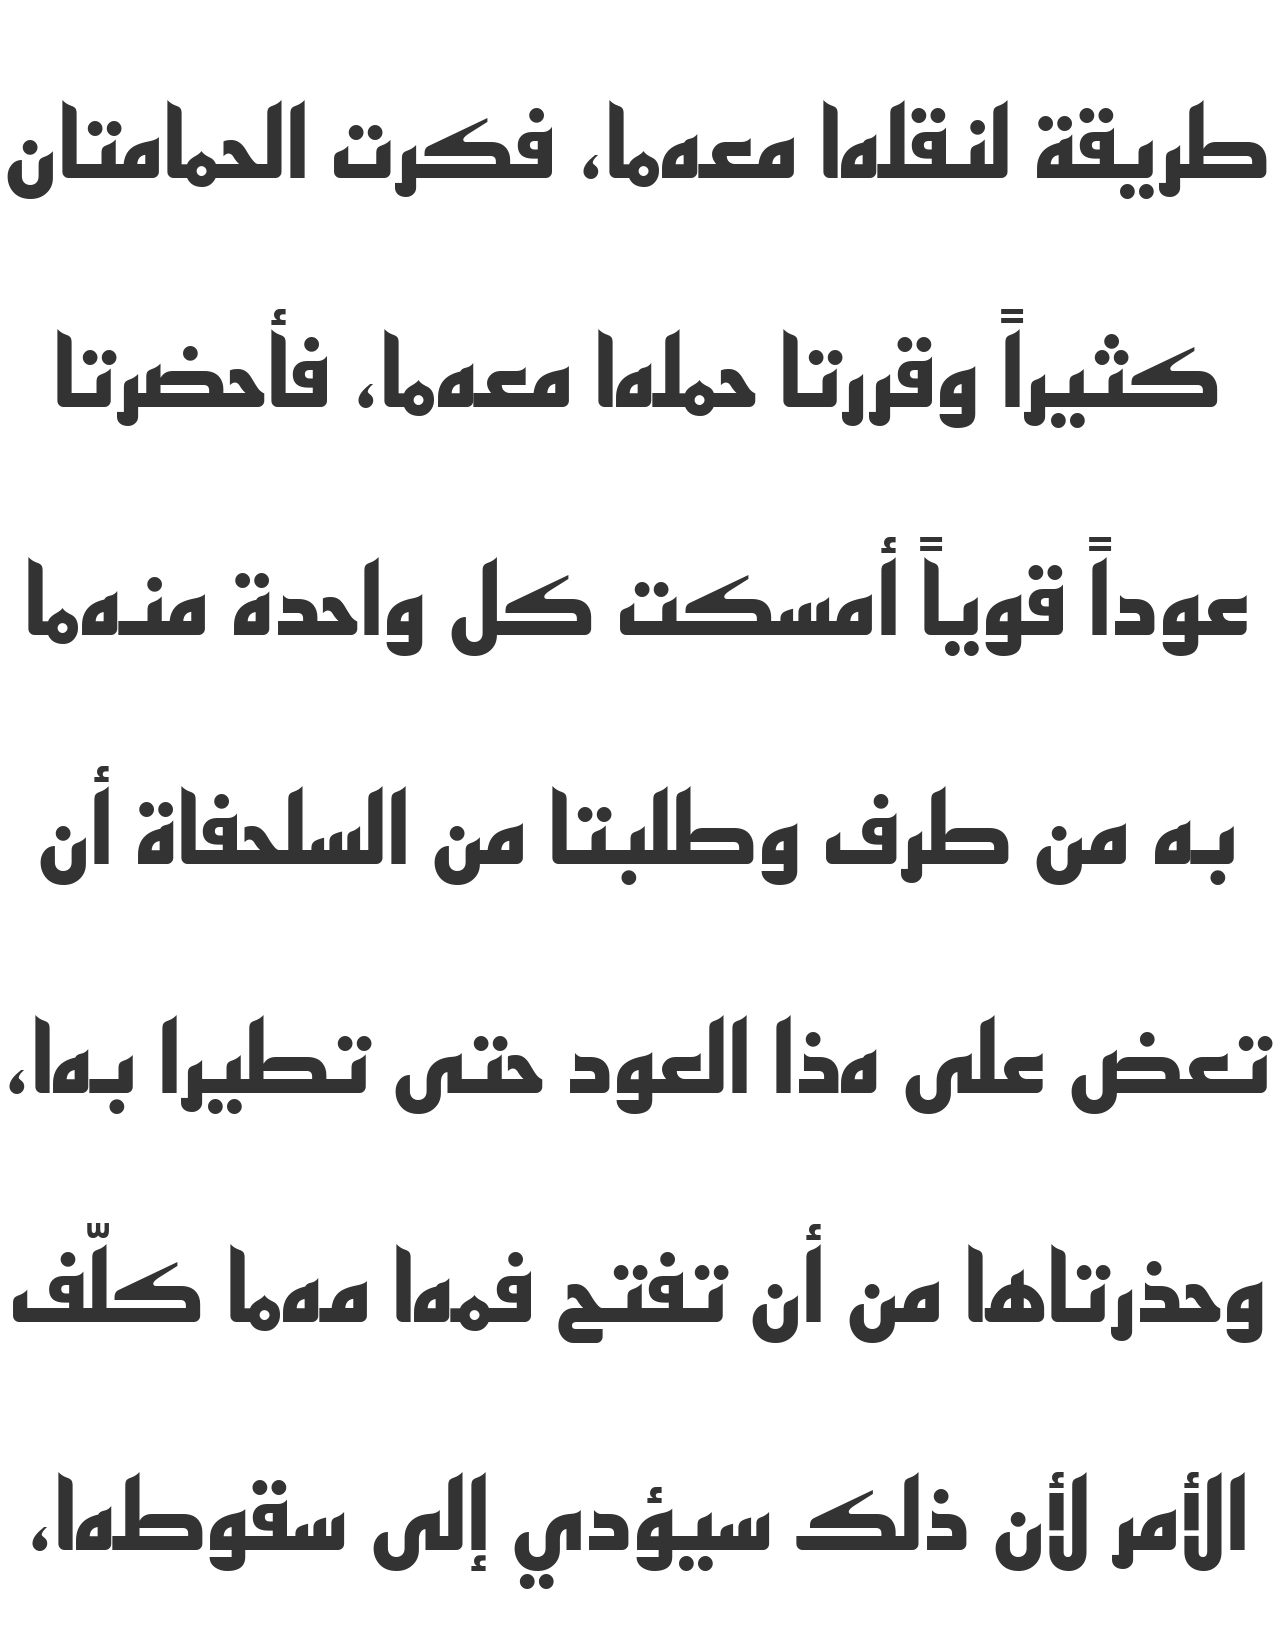 طريقة لنقلها معهما، فكرت الحمامتان
كثيراً وقررتا حملها معهما، فأحضرتا
عوداً قوياً أمسكت كل واحدة منهما
به من طرف وطلبتا من السلحفاة أن
تعض على هذا العود حتى تطيرا بها،
وحذرتاها من أن تفتح فمها مهما كلّف
الأمر لأن ذلك سيؤدي إلى سقوطها،